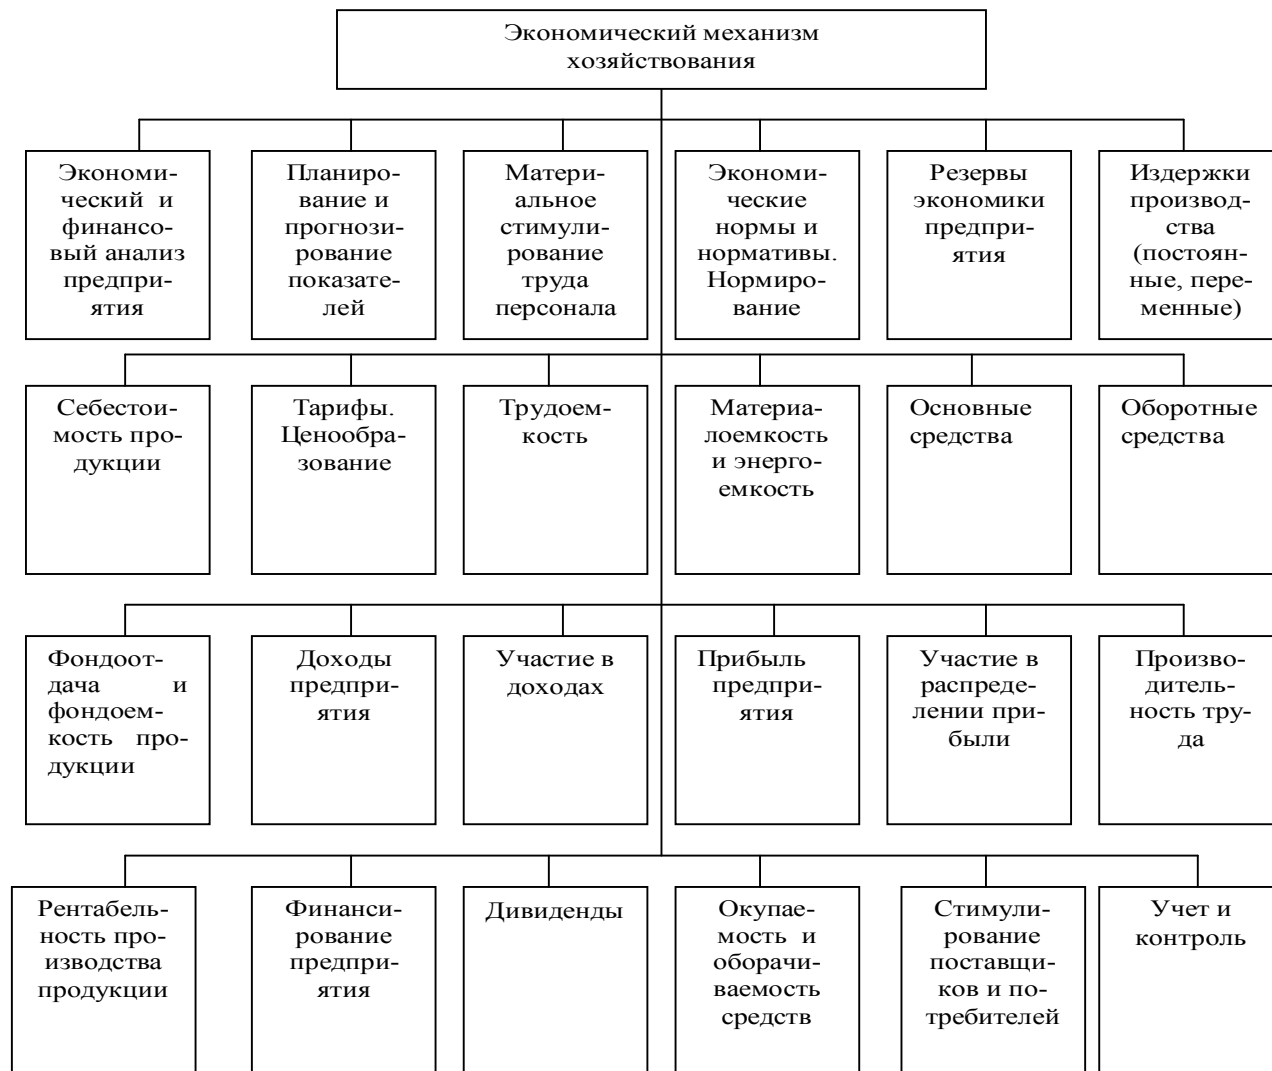 Экономический механизм
хозяйствования
Экономи-
ческий и
финансо-
вый анализ
предпри-
ятия
Планиро-
вание и
прогнози-
рование
показате-
лей
Матери-
альное
стимули-
рование
труда
персонала
Экономи-
ческие
нормы и
нормативы.
Нормиро-
вание
Резервы
экономики
предпри-
ятия
Издержки
производ-
ства
(постоян-
ные, пере-
менные)
Себестои-
мость про-
дукции
Тарифы.
Ценообра-
зование
Трудоем-
кость
Материа-
лоемкость
и энерго-
емкость
Основные
средства
Оборотные
средства
Фондоот-
дача и
фондоем-
кость про-
дукции
Доходы
предпри-
ятия
Участие в
доходах
Прибыль
предпри-
ятия
Участие в
распреде-
лении при-
были
Произво-
дитель-
ность тру-
да
Рентабель-
ность про-
изводства
продукции
Финанси-
рование
предпри-
ятия
Дивиденды
Окупае-
мость и
оборачи-
ваемость
средств
Стимули-
рование
поставщи-
ков и по-
требителей
Учет и
контроль